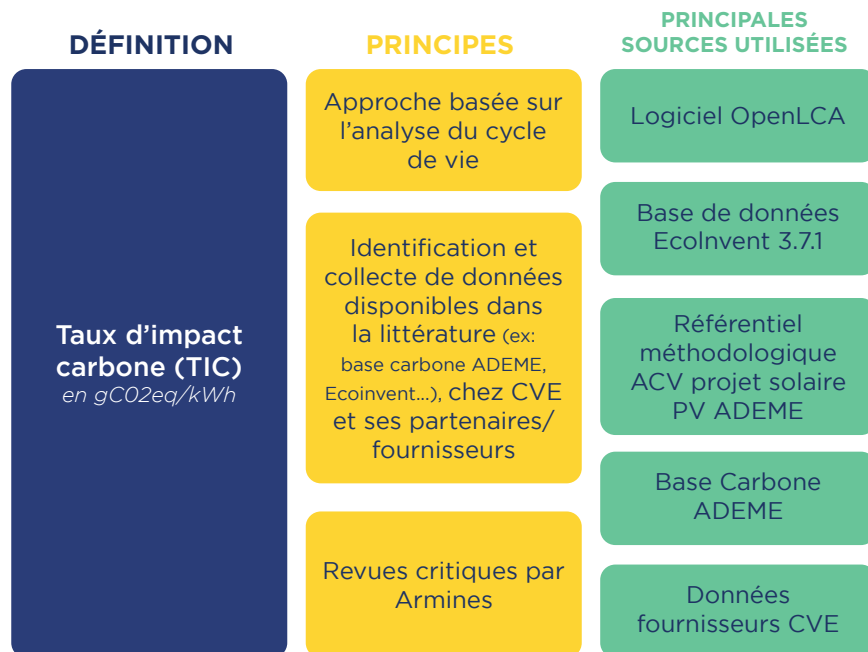 DÉFINITION
Taux d'impact
carbone (TIC)
en gC02eq/kWh
PRINCIPES
Approche basée sur
l'analyse du cycle
de vie
Identification et
collecte de données
disponibles dans
la littérature (ex:
base carbone ADEME,
Ecoinvent...), chez CVE
et ses partenaires/
fournisseurs
Revues critiques par
Armines
PRINCIPALES
SOURCES UTILISÉES
Logiciel OpenLCA
Base de données
EcoInvent 3.7.1
Référentiel
méthodologique
ACV projet solaire
PV ADEME
Base Carbone
ADEME
Données
fournisseurs CVE